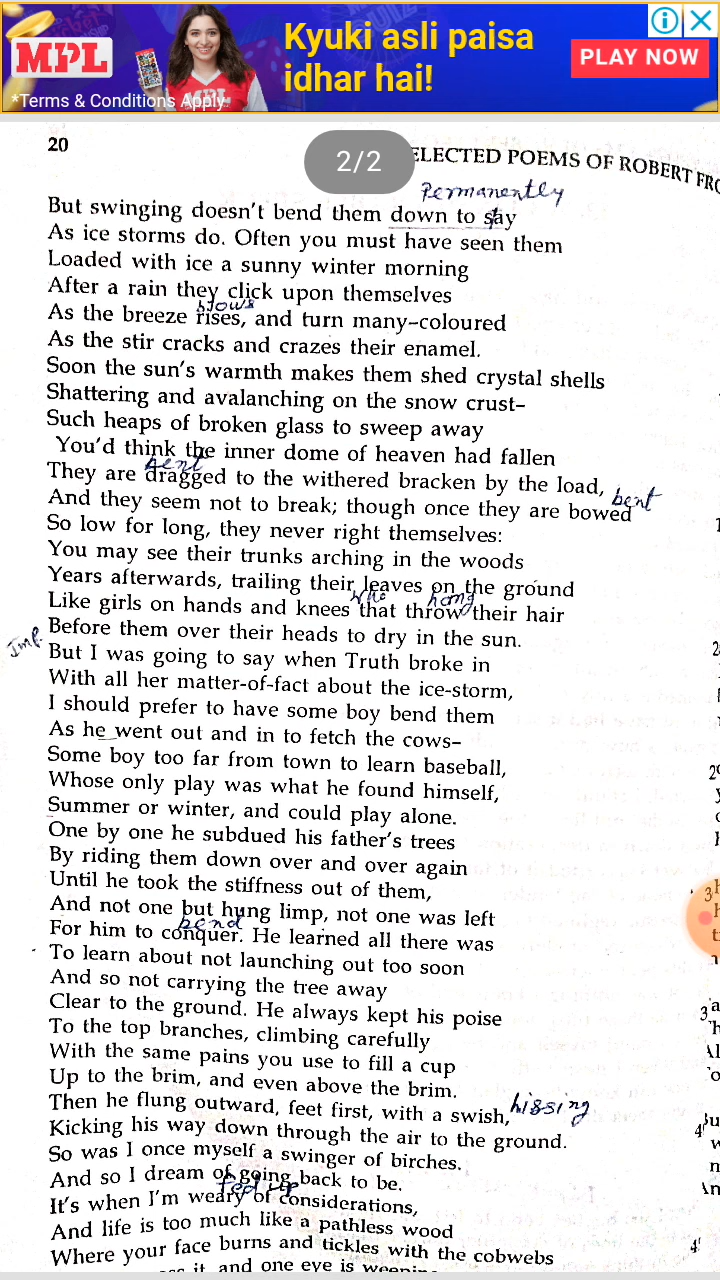 MPL
Kyuki asli paisa
idhar hai!
PLAY NOW
*Terms & Conditions Apply
20
2/2
ELECTED POEMS OF ROBERT FRO
Permanently
But swinging doesn't bend them down to stay
As ice storms do. Often you must have seen them
Loaded with ice a sunny winter morning
After a rain they click upon themselves
blows
As the breeze rises, and turn many-coloured
As the stir cracks and crazes their enamel.
Soon the sun's warmth makes them shed crystal shells
Shattering and avalanching on the snow crust–
Such heaps of broken glass to sweep away
You'd think the inner dome of heaven had fallen
bent
They are dragged to the withered bracken by the load,
bent
And they seem not to break; though once they are bowed
So low for long, they never right themselves:
You may see their trunks arching in the woods
Years afterwards, trailing their leaves on the ground
who hang
Like girls on hands and knees that throw their hair
Imp.
Before them over their heads to dry in the sun.
But I was going to say when Truth broke in
With all her matter-of-fact about the ice-storm,
I should prefer to have some boy bend them
As he went out and in to fetch the cows–
Some boy too far from town to learn baseball,
Whose only play was what he found himself,
Summer or winter, and could play alone.
One by one he subdued his father's trees
By riding them down over and over again
Until he took the stiffness out of them,
And not one but hung limp, not one was left
bend
For him to conquer. He learned all there was
To learn about not launching out too soon
And so not carrying the tree away
Clear to the ground. He always kept his poise
To the top branches, climbing carefully
With the same pains you use to fill a cup
Up to the brim, and even above the brim.
hissing
Then he flung outward, feet first, with a swish,
Kicking his way down through the air to the ground.
So was I once myself a swinger of birches.
And so I dream of going back to be.
fed up
It's when I'm weary of considerations,
And life is too much like a pathless wood
Where your face burns and tickles with the cobwebs
it, and one eye is weeping